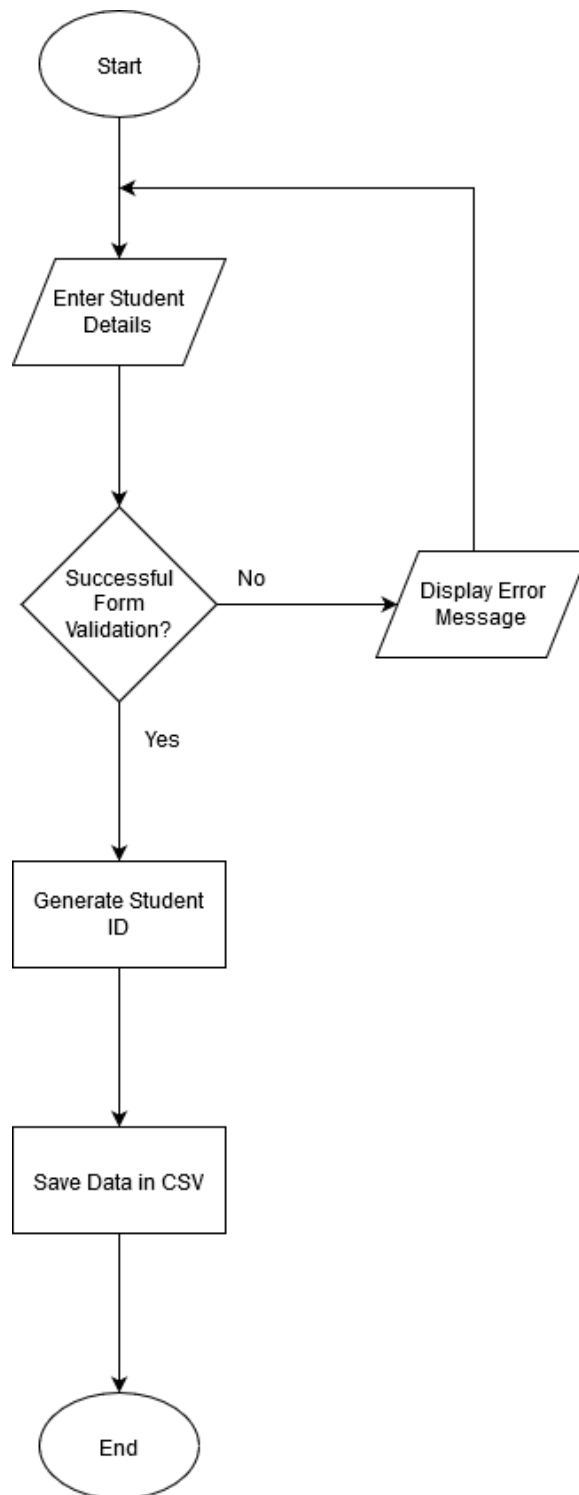 Start
Enter Student
Details
Successful
Form
Validation?
No
Display Error
Message
Yes
Generate Student
ID
Save Data in CSV
End